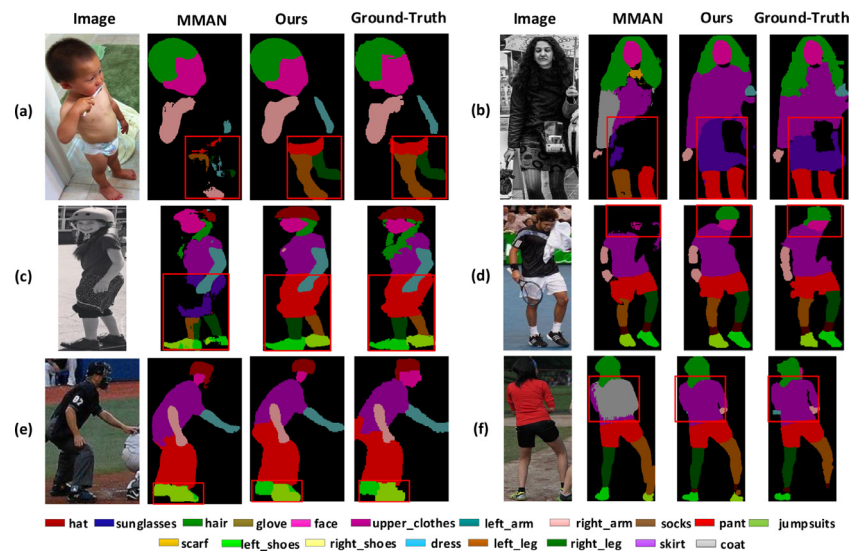 Image MMAN Ours Ground-Truth Image MMAN Ours Ground-Truth
(a) (b)
(c) (d)
(e) (f)
hat sunglasses hair glove face upper_clothes left_arm right_arm socks pant jumpsuits
scarf left_shoes right_shoes dress left_leg right_leg skirt coat